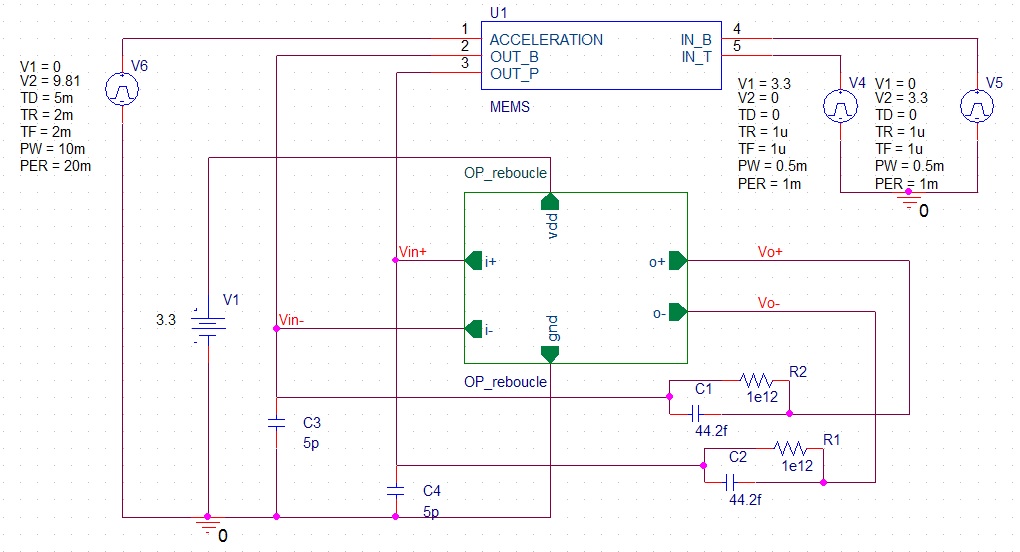 U1
1
ACCELERATION
2
OUT_B
3
OUT_P
IN_B
4
IN_T
5
MEMS
V6
V1 = 0
V2 = 9.81
TD = 5m
TR = 2m
TF = 2m
PW = 10m
PER = 20m
V4
V1 = 3.3
V2 = 0
TD = 0
TR = 1u
TF = 1u
PW = 0.5m
PER = 1m
V5
V1 = 0
V2 = 3.3
TD = 0
TR = 1u
TF = 1u
PW = 0.5m
PER = 1m
0
OP_reboucle
vdd
Vin+
i+
o+
Vo+
Vin-
i-
o-
Vo-
gnd
OP_reboucle
V1
3.3
C1
44.2f
R2
1e12
C2
44.2f
R1
1e12
C3
5p
C4
5p
0